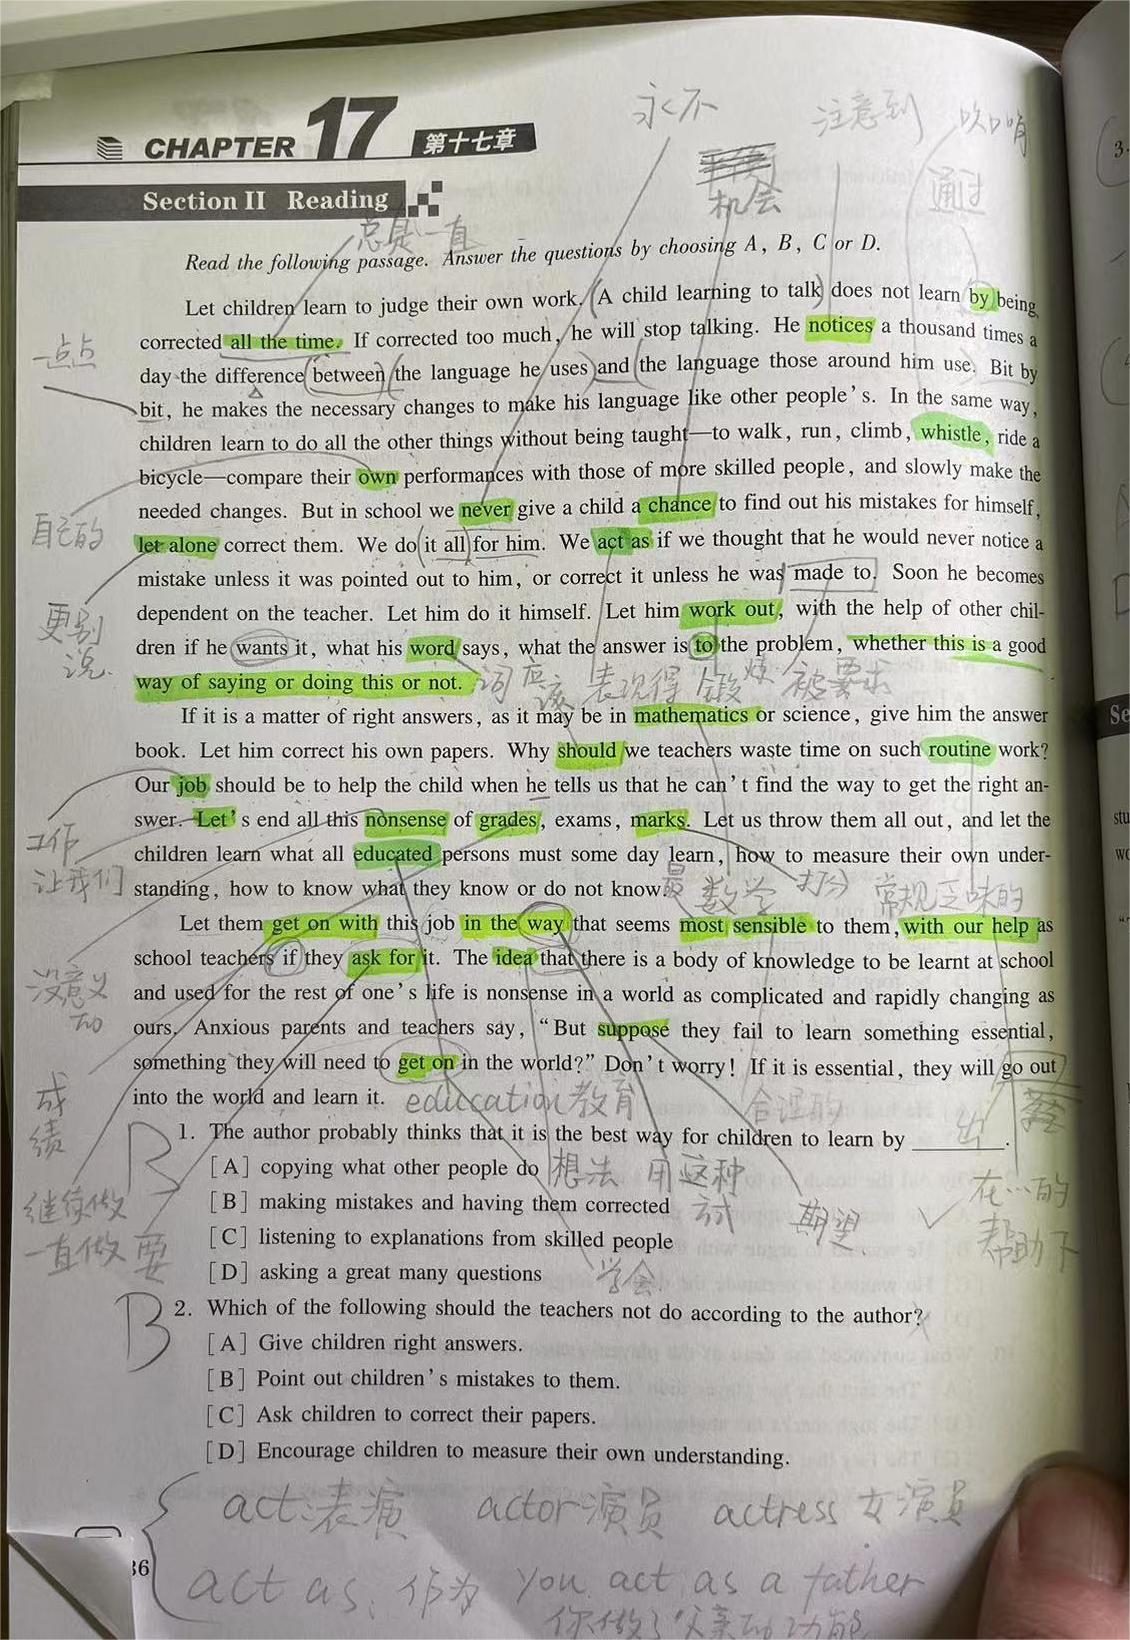 永不
注意到
吹口哨
CHAPTER 17 第十七章
机会
通过
Section II Reading
总是一直
Read the following passage. Answer the questions by choosing A, B, C or D.
Let children learn to judge their own work. (A child learning to talk) does not learn by being
corrected all the time. If corrected too much, he will stop talking. He notices a thousand times a
一点点
day the difference between (the language he uses) and (the language those around him use. Bit by
bit, he makes the necessary changes to make his language like other people's. In the same way,
children learn to do all the other things without being taught—to walk, run, climb, whistle, ride a
bicycle—compare their own performances with those of more skilled people, and slowly make the
needed changes. But in school we never give a child a chance to find out his mistakes for himself,
自己的
let alone correct them. We do it all for him. We act as if we thought that he would never notice a
mistake unless it was pointed out to him, or correct it unless he was made to. Soon he becomes
更别说
dependent on the teacher. Let him do it himself. Let him work out, with the help of other chil-
dren if he wants it, what his word says, what the answer is to the problem, whether this is a good
way of saying or doing this or not.
词 应该 表现得 锻炼 被要求
If it is a matter of right answers, as it may be in mathematics or science, give him the answer
book. Let him correct his own papers. Why should we teachers waste time on such routine work?
Our job should be to help the child when he tells us that he can't find the way to get the right an-
swer. Let's end all this nonsense of grades, exams, marks. Let us throw them all out, and let the
工作
children learn what all educated persons must some day learn, how to measure their own under-
让我们
standing, how to know what they know or do not know.
最 数学 打分 常规乏味的
Let them get on with this job in the way that seems most sensible to them, with our help as
school teachers if they ask for it. The idea that there is a body of knowledge to be learnt at school
没意义
and used for the rest of one's life is nonsense in a world as complicated and rapidly changing as
ours. Anxious parents and teachers say, "But suppose they fail to learn something essential,
something they will need to get on in the world?" Don't worry! If it is essential, they will go out
into the world and learn it.
educcation教育 合理的 出
成绩
1. The author probably thinks that it is the best way for children to learn by ______.
[A] copying what other people do
想法 用这种方式
[B] making mistakes and having them corrected
期望
在…的帮助下
继续做
一直做 要
[C] listening to explanations from skilled people
[D] asking a great many questions
学会
B
2. Which of the following should the teachers not do according to the author?
[A] Give children right answers.
[B] Point out children's mistakes to them.
[C] Ask children to correct their papers.
[D] Encourage children to measure their own understanding.
act:表演 actor演员 actress女演员
36
act as 作为 you act as a father
你做了父亲功能